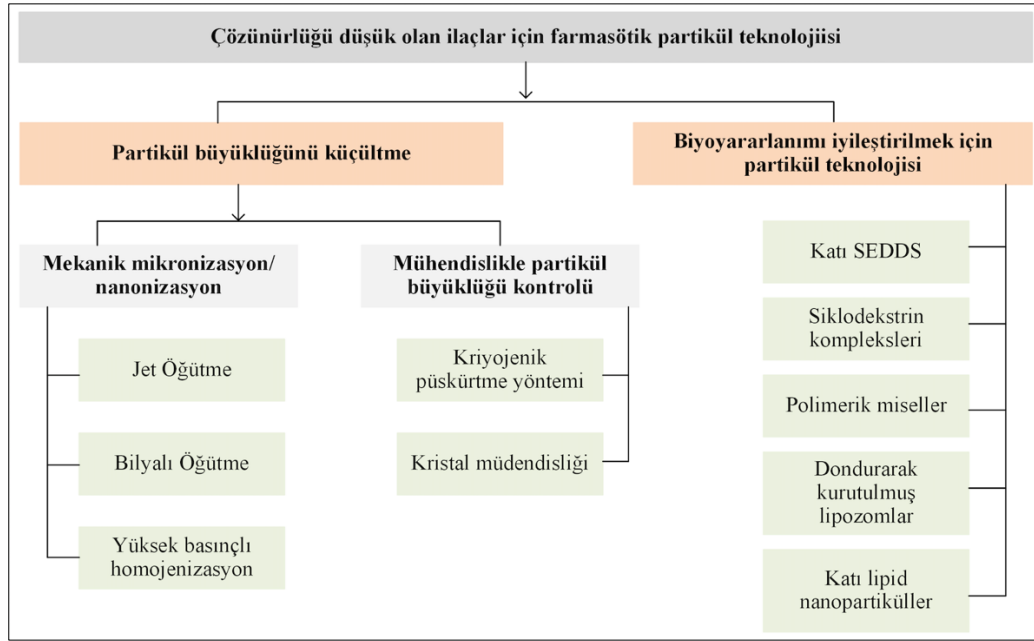 Çözünürlüğü düşük olan ilaçlar için farmasötik partikül teknolojiisi
Partikül büyüklüğünü küçültme
Biyoyararlanımı iyileştirilmek için
partikül teknolojisi
Mekanik mikronizasyon/
nanonizasyon
Mühendislikle partikül
büyüklüğü kontrolü
Jet Öğütme
Bilyalı Öğütme
Yüksek basınçlı
homojenizasyon
Kriyojenik
püskürtme yöntemi
Kristal müdendisliği
Katı SEDDS
Siklodekstrin
kompleksleri
Polimerik miseller
Dondurarak
kurutulmuş
lipozomlar
Katı lipid
nanopartiküller